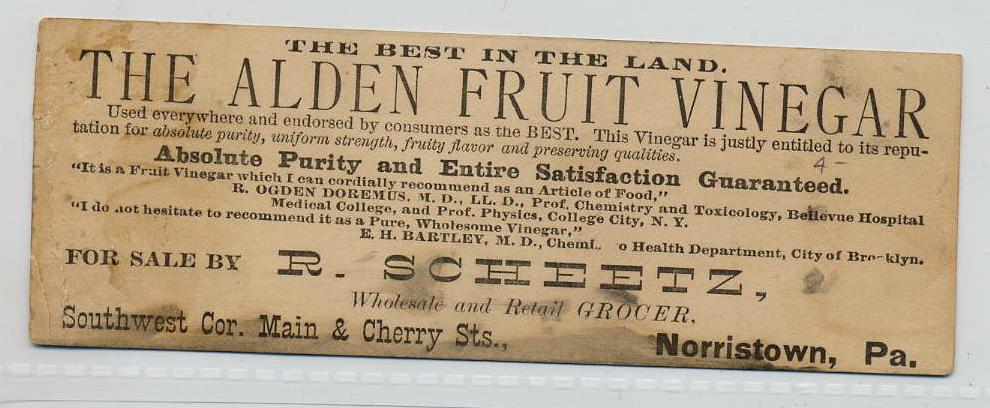 THE BEST IN THE LAND.
THE ALDEN FRUIT VINEGAR
Used everywhere and endorsed by consumers as the BEST. This Vinegar is justly entitled to its repu-
tation for absolute purity, uniform strength, fruity flavor and preserving qualities.
4-
Absolute Purity and Entire Satisfaction Guaranteed.
"It is a Fruit Vinegar which I can cordially recommend as an Article of Food,"
R. OGDEN DOREMUS, M. D., LL. D., Prof. Chemistry and Toxicology, Bellevue Hospital
Medical College, and Prof. Physics, College City, N. Y.
"I do not hesitate to recommend it as a Pure, Wholesome Vinegar,"
E. H. BARTLEY, M. D., Health Department, City of Brooklyn.
FOR SALE BY R. SCHEETZ,
Wholesale and Retail GROCER.
Southwest Cor. Main & Cherry Sts., Norristown, Pa.